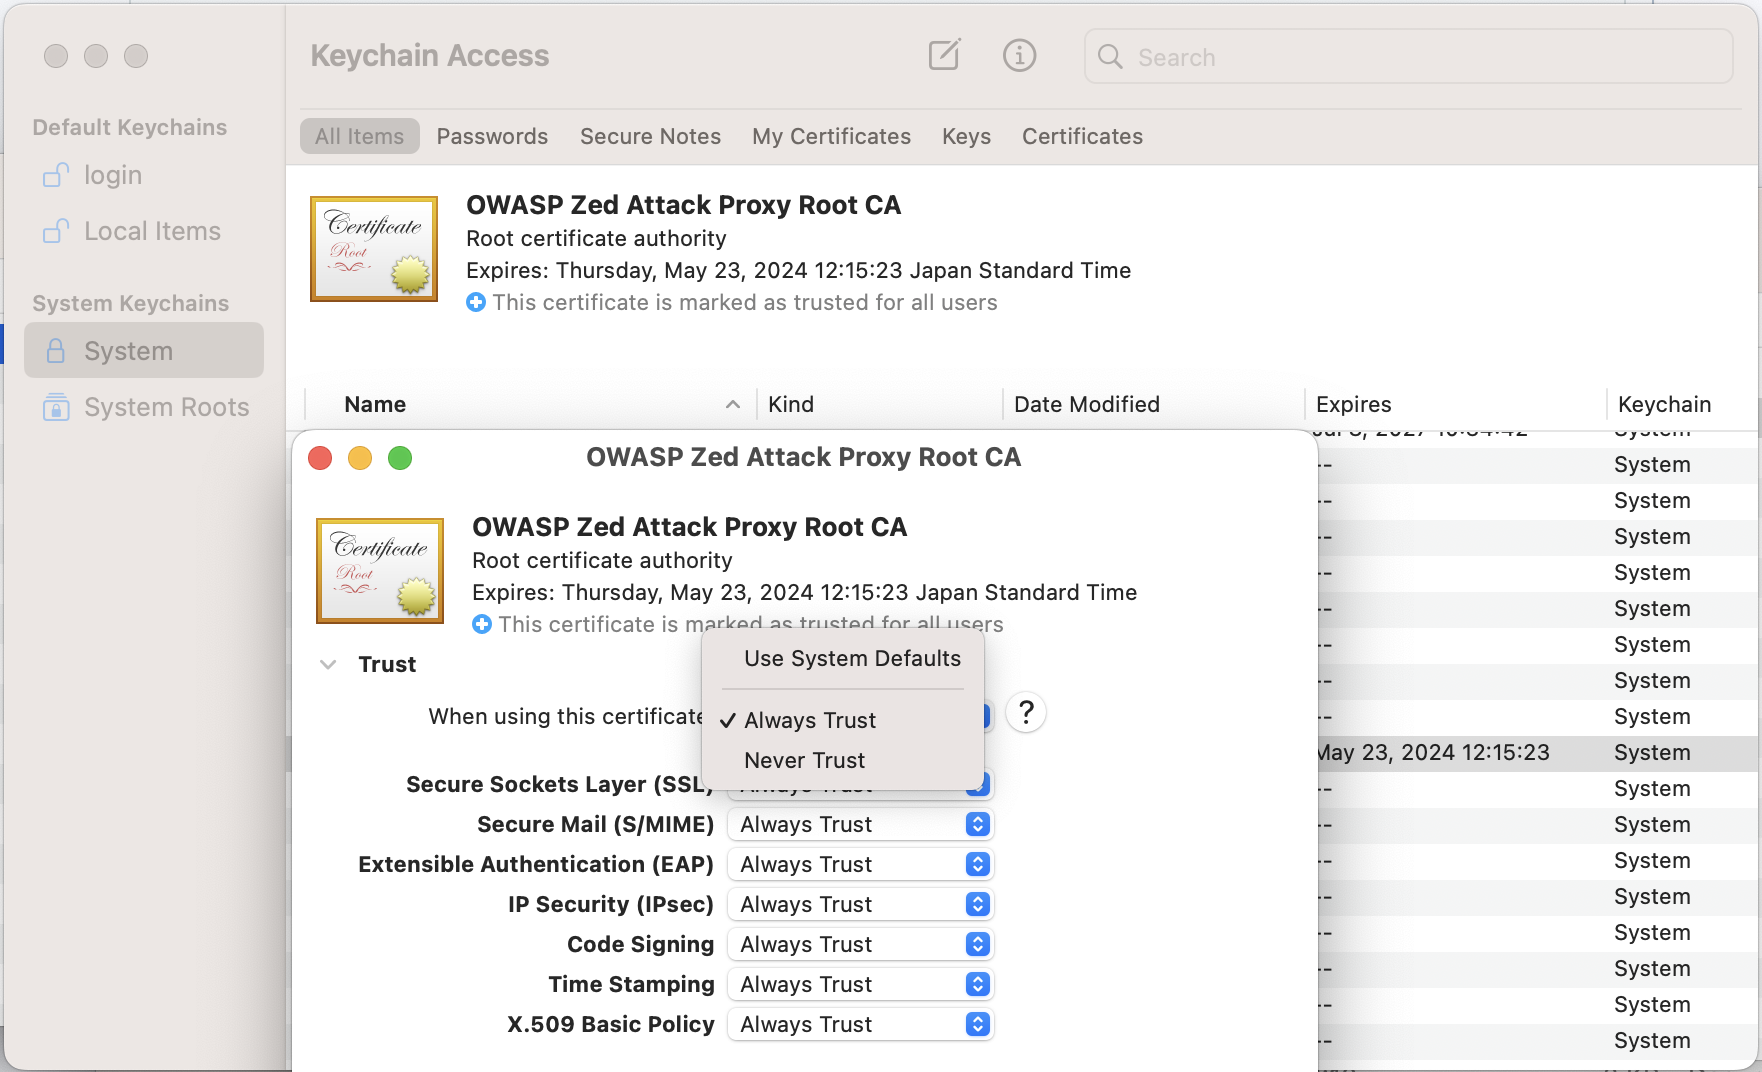 Keychain Access
Search
Default Keychains
login
Local Items
System Keychains
System
System Roots
All Items
Passwords
Secure Notes
My Certificates
Keys
Certificates
Certificate
Root
OWASP Zed Attack Proxy Root CA
Root certificate authority
Expires: Thursday, May 23, 2024 12:15:23 Japan Standard Time
This certificate is marked as trusted for all users
Name
Kind
Date Modified
Expires
Keychain
OWASP Zed Attack Proxy Root CA
Certificate
Root
OWASP Zed Attack Proxy Root CA
Root certificate authority
Expires: Thursday, May 23, 2024 12:15:23 Japan Standard Time
This certificate is marked as trusted for all users
Trust
When using this certificate
Use System Defaults
✓ Always Trust
Never Trust
?
Secure Sockets Layer (SSL) Always Trust
Secure Mail (S/MIME) Always Trust
Extensible Authentication (EAP) Always Trust
IP Security (IPsec) Always Trust
Code Signing Always Trust
Time Stamping Always Trust
X.509 Basic Policy Always Trust
System
-- System
-- System
-- System
-- System
-- System
-- System
-- System
-- System
May 23, 2024 12:15:23 System
-- System
-- System
-- System
-- System
-- System
-- System
-- System
-- System